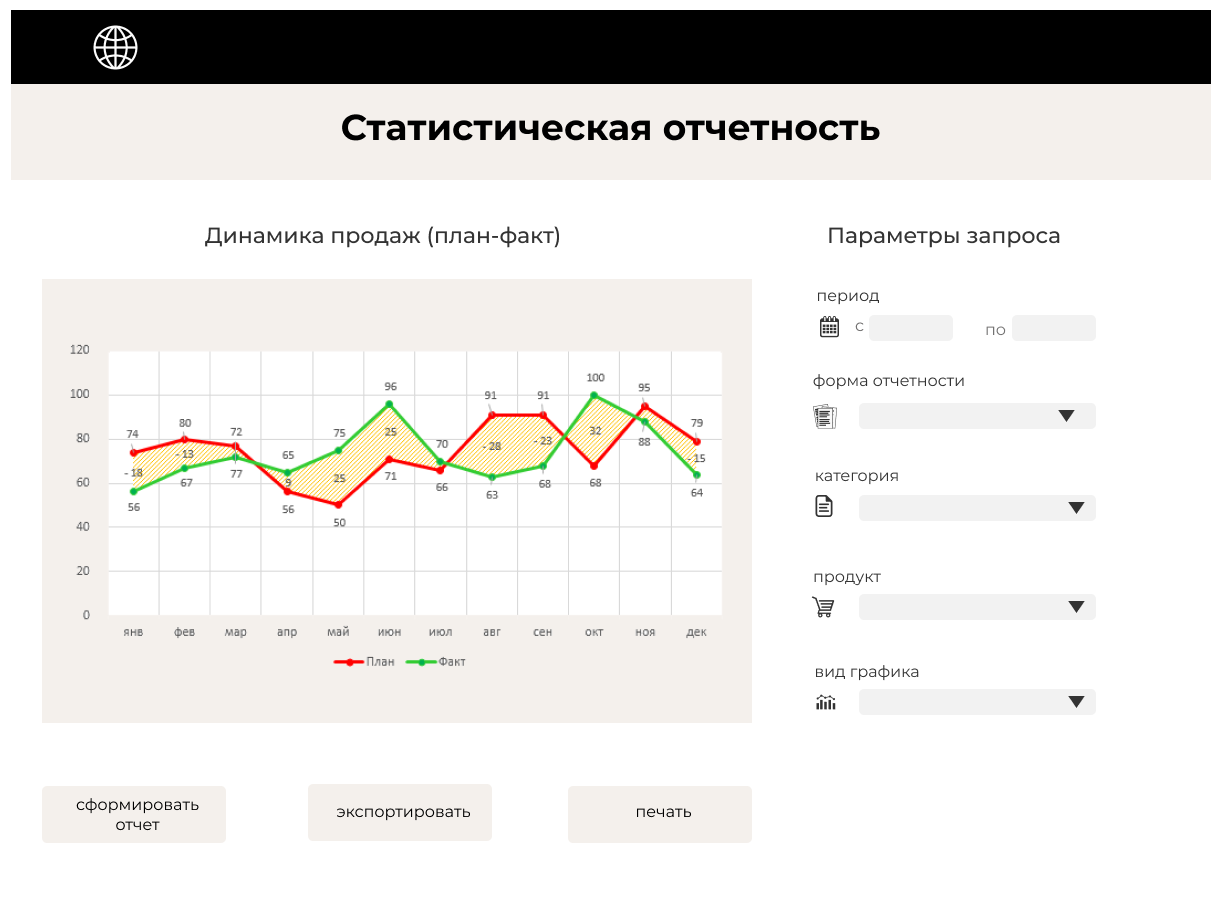 Статистическая отчетность
Динамика продаж (план-факт)
120
100
80
60
40
20
0
74 80 72 65 75 96 70 91 91 100 95 79
- 18 - 13 9 25 25 - 28 - 23 32 - 15
56 67 77 56 50 71 66 63 68 68 88 64
янв фев мар апр май июн июл авг сен окт ноя дек
План Факт
Параметры запроса
период
с по
форма отчетности
категория
продукт
вид графика
сформировать
отчет
экспортировать
печать